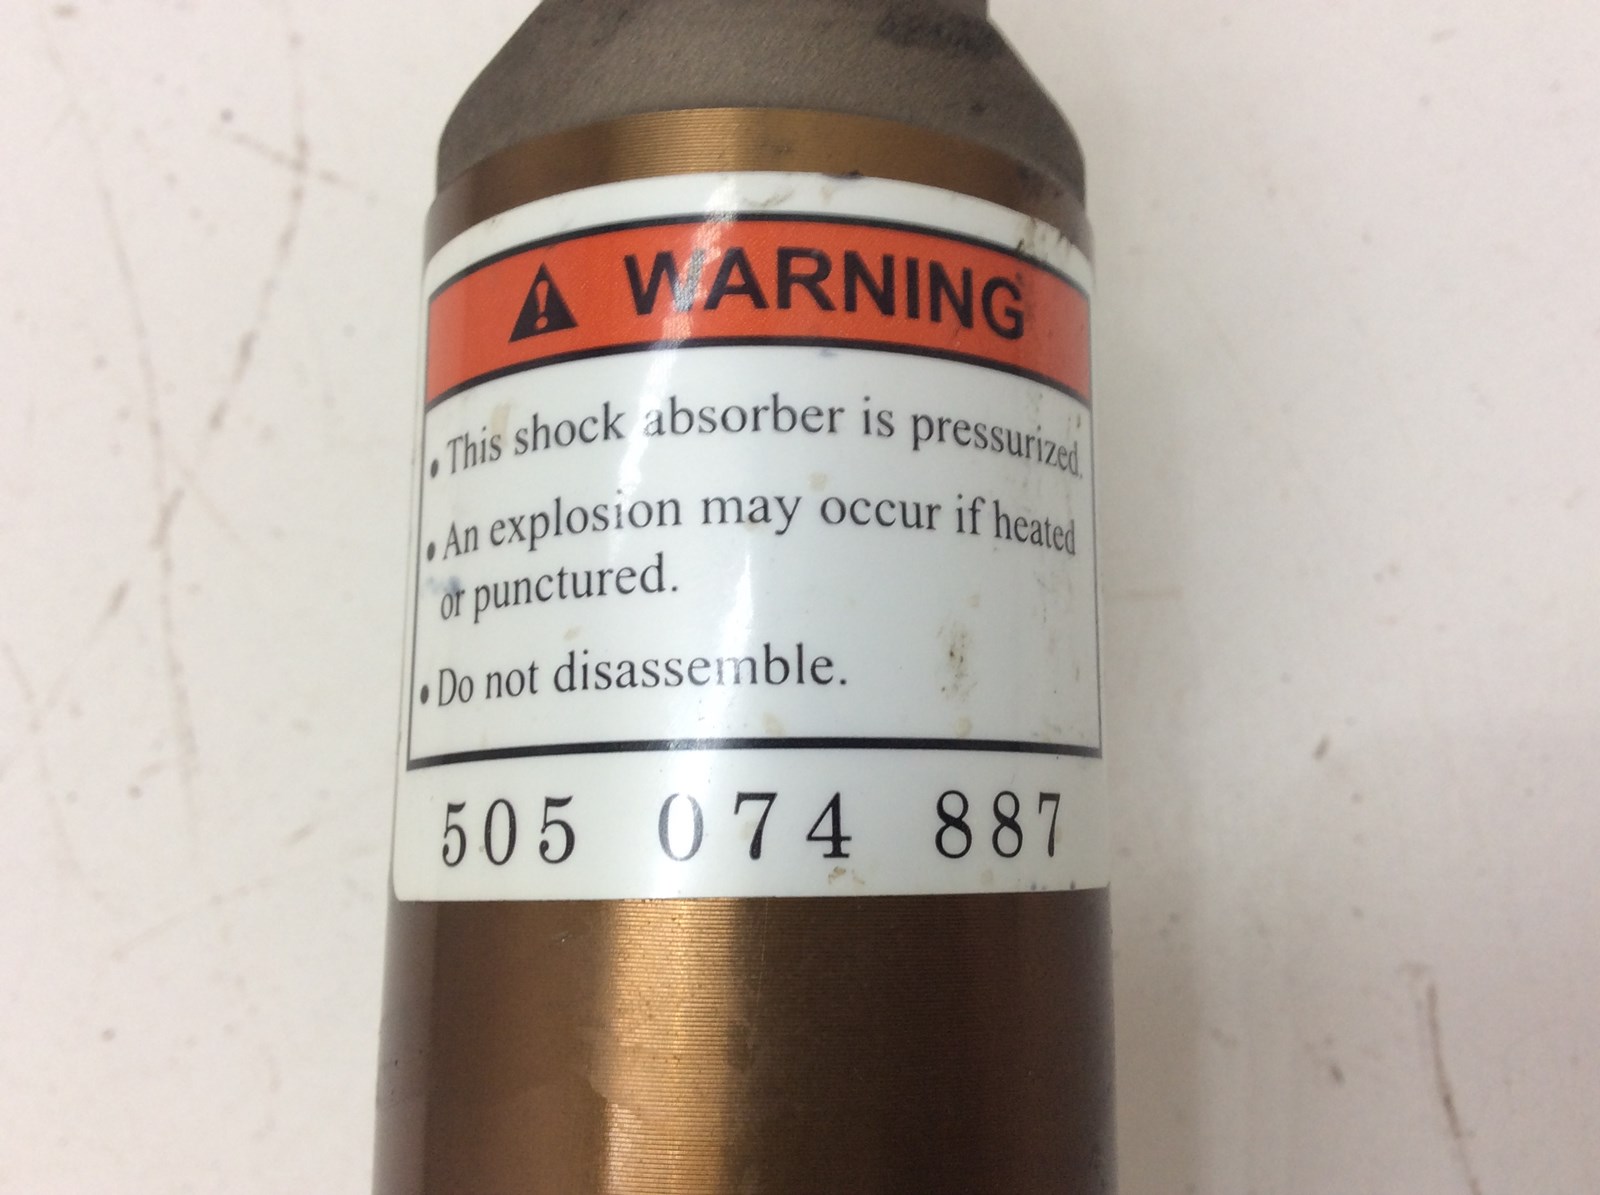 WARNING
• This shock absorber is pressurized.
• An explosion may occur if heated
or punctured.
• Do not disassemble.
505 074 887